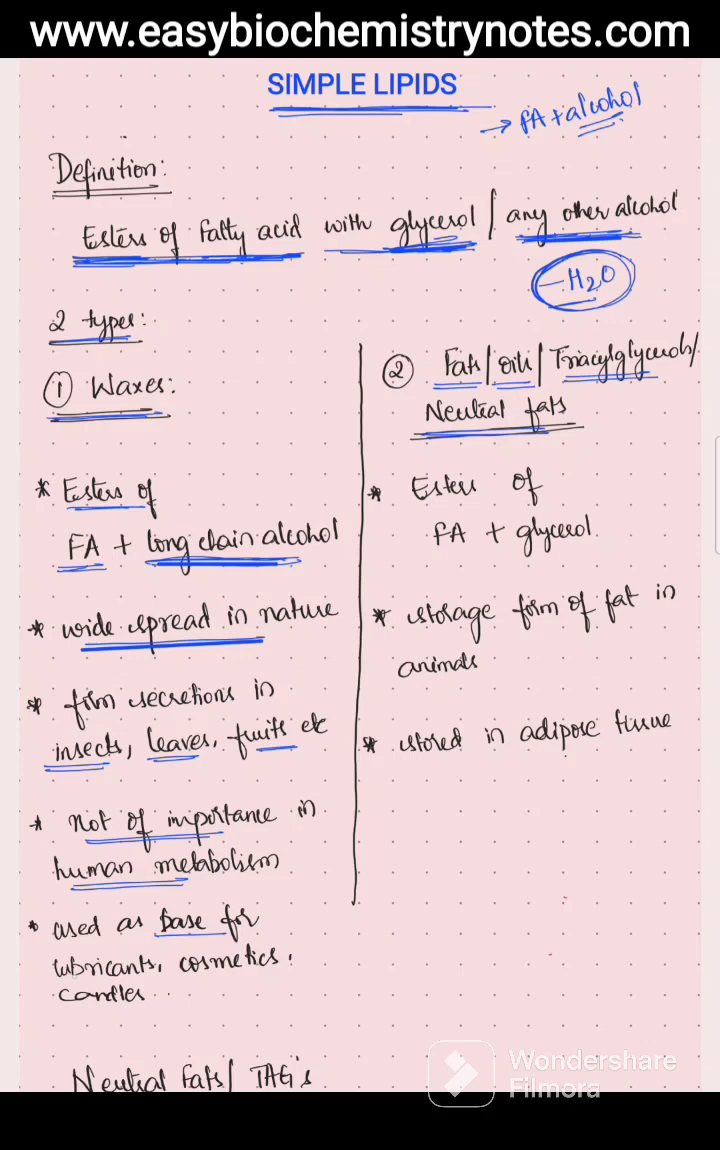 www.easybiochemistrynotes.com
SIMPLE LIPIDS
→ FA + alcohol
Definition:
Esters of Fatty acid with glycerol / any other alcohol
- H2O
2 types:
① Waxes:
* Esters of
FA + long chain alcohol
* wide spread in nature
* from secretions in
insects, leaves, fruits etc
* not of importance in
human metabolism
* used as base for
lubricants, cosmetics,
candles
② Fats / oils / Triacylglycerols /
Neutral fats
* Esters of
FA + glycerol
* storage form of fat in
animals
* stored in adipose tissue
Neutral Fats / TAG's
Wondershare
Filmora